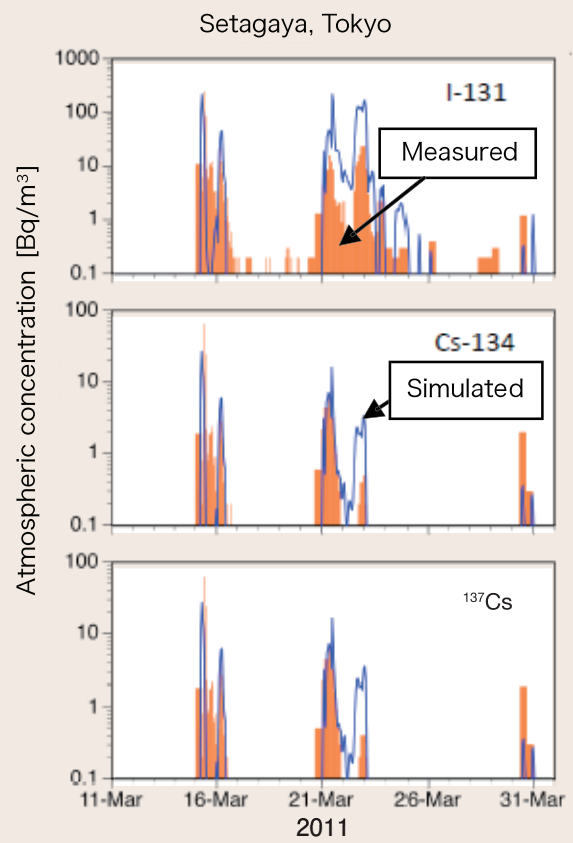 Setagaya, Tokyo
Atmospheric concentration [Bq/m³]
1000
100
10
1
0.1
I-131
Measured
100
10
1
0.1
Cs-134
Simulated
100
10
1
0.1
¹³⁷Cs
11-Mar 16-Mar 21-Mar 26-Mar 31-Mar
2011